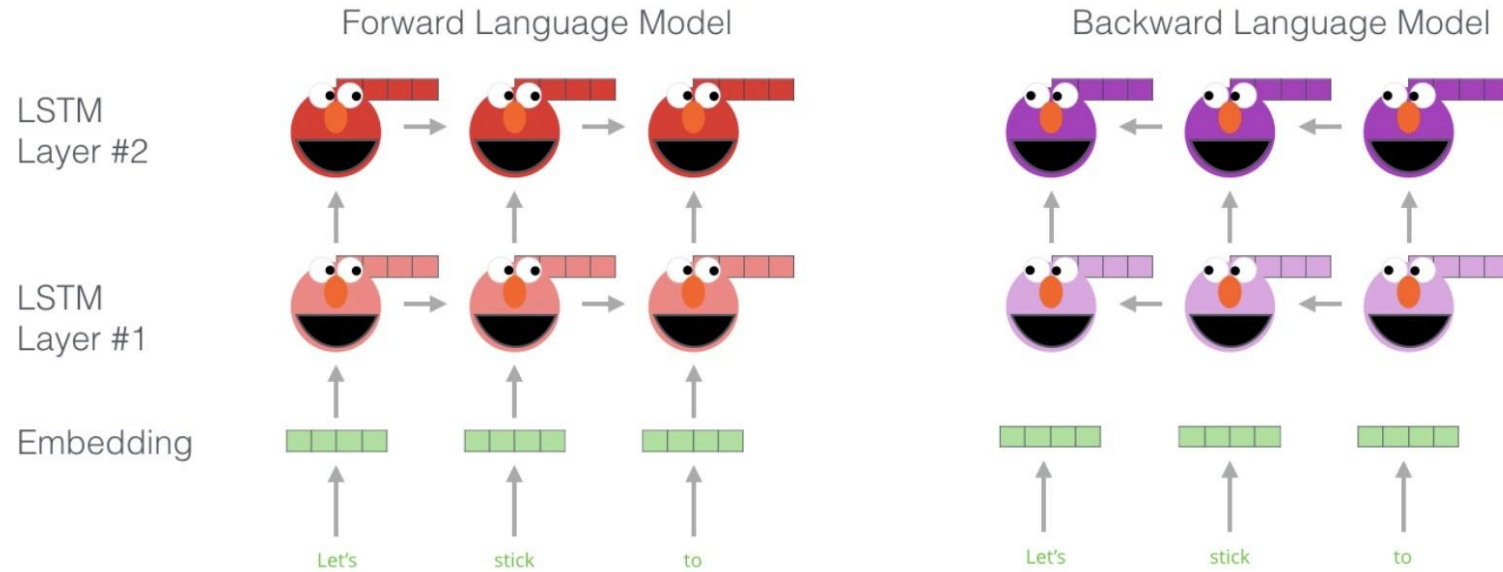 Forward Language Model
Backward Language Model
LSTM
Layer #2
LSTM
Layer #1
Embedding
Let's stick to
Let's stick to